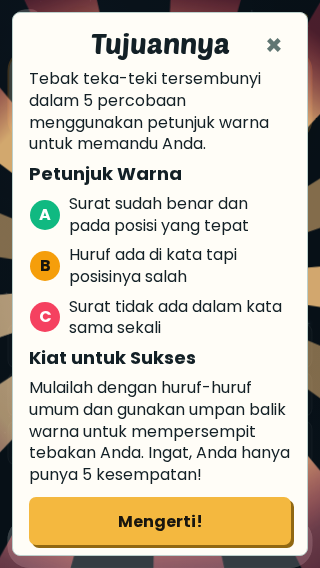 Tujuannya ✖
Tebak teka-teki tersembunyi
dalam 5 percobaan
menggunakan petunjuk warna
untuk memandu Anda.
Petunjuk Warna
A Surat sudah benar dan
pada posisi yang tepat
B Huruf ada di kata tapi
posisinya salah
C Surat tidak ada dalam kata
sama sekali
Kiat untuk Sukses
Mulailah dengan huruf-huruf
umum dan gunakan umpan balik
warna untuk mempersempit
tebakan Anda. Ingat, Anda hanya
punya 5 kesempatan!
Mengerti!